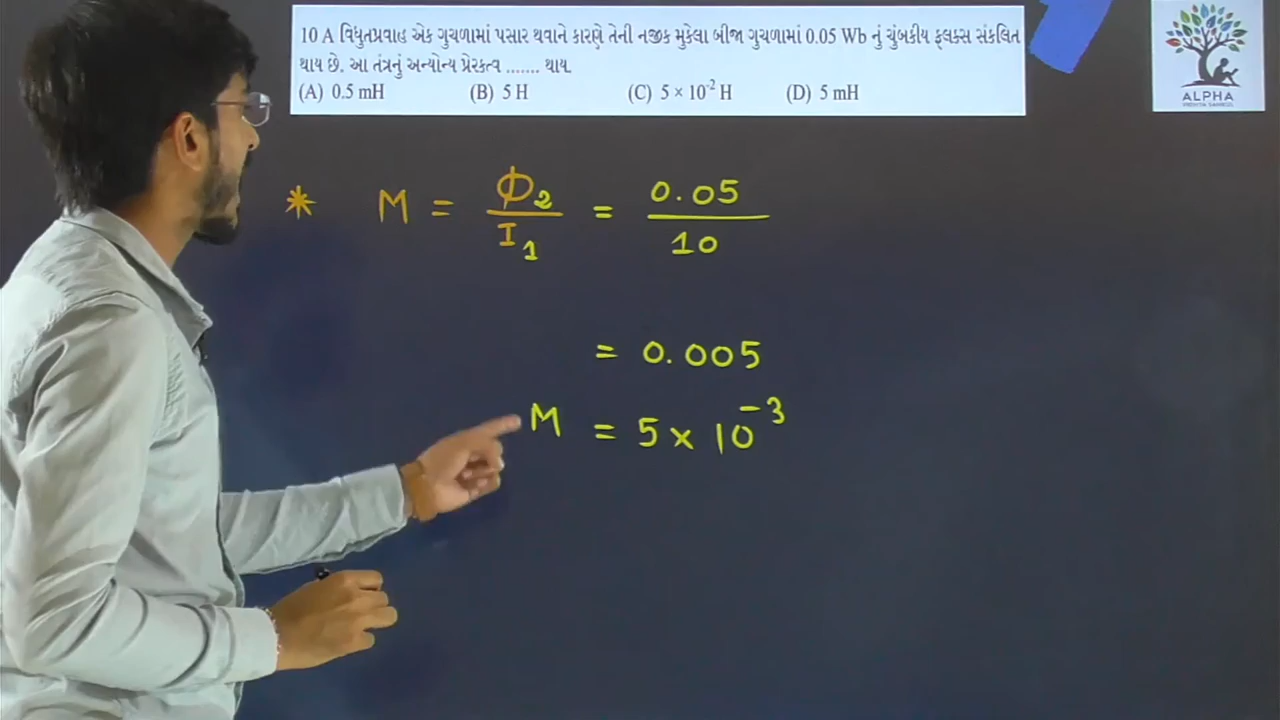 10 A વિદ્યુતપ્રવાહ એક ગુચળામાં પસાર થવાને કારણે તેની નજીક મુકેલા બીજા ગુચળામાં 0.05 Wb નું ચુંબકીય ફ્લક્સ સંકલિત
થાય છે. આ તંત્રનું અન્યોન્ય પ્રેરકત્વ ....... થાય.
(A) 0.5 mH (B) 5 H (C) 5 × 10⁻² H (D) 5 mH
ALPHA
* M = Φ₂ / I₁ = 0.05 / 10
= 0.005
M = 5 × 10⁻³